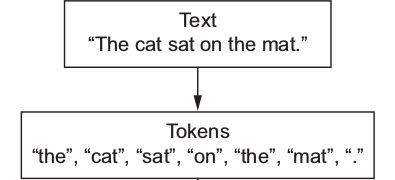 Text
“The cat sat on the mat.”
Tokens
“the”, “cat”, “sat”, “on”, “the”, “mat”, “.”